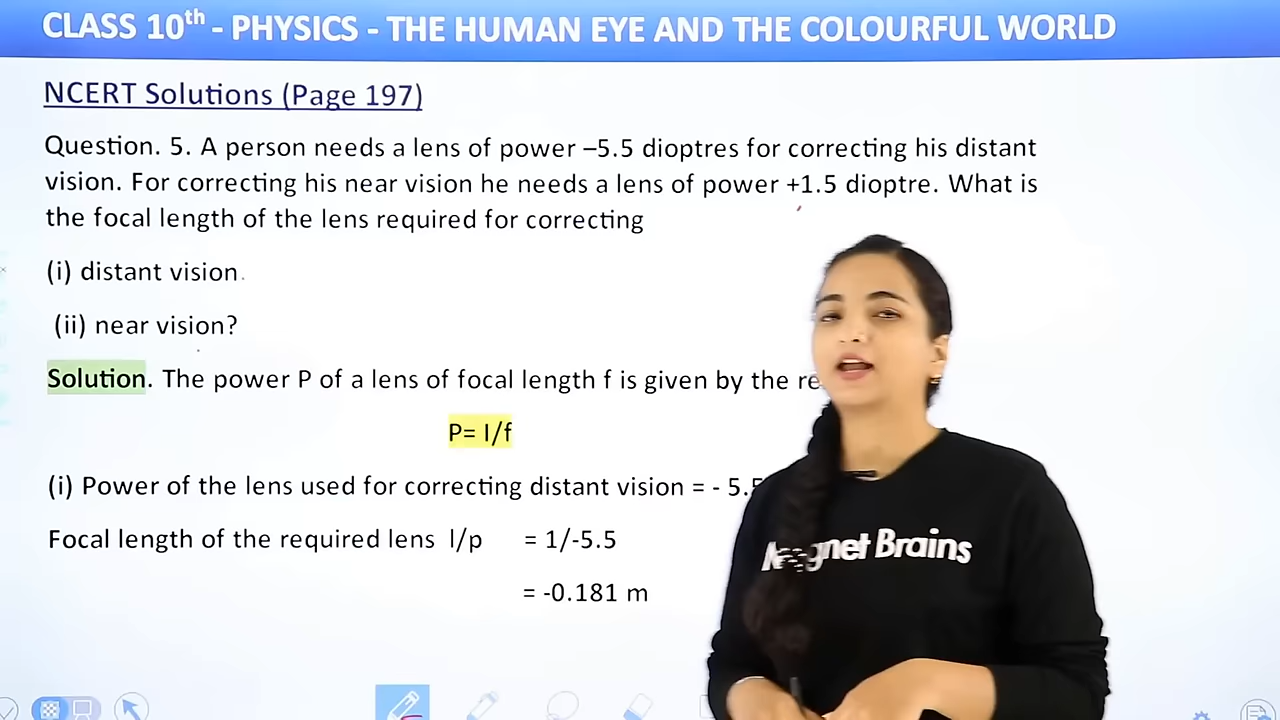 CLASS 10th - PHYSICS - THE HUMAN EYE AND THE COLOURFUL WORLD
NCERT Solutions (Page 197)
Question. 5. A person needs a lens of power –5.5 dioptres for correcting his distant
vision. For correcting his near vision he needs a lens of power +1.5 dioptre. What is
the focal length of the lens required for correcting
(i) distant vision.
(ii) near vision?
Solution. The power P of a lens of focal length f is given by the
P= I/f
(i) Power of the lens used for correcting distant vision = - 5.5
Focal length of the required lens l/p = 1/-5.5
= -0.181 m
Magnet Brains